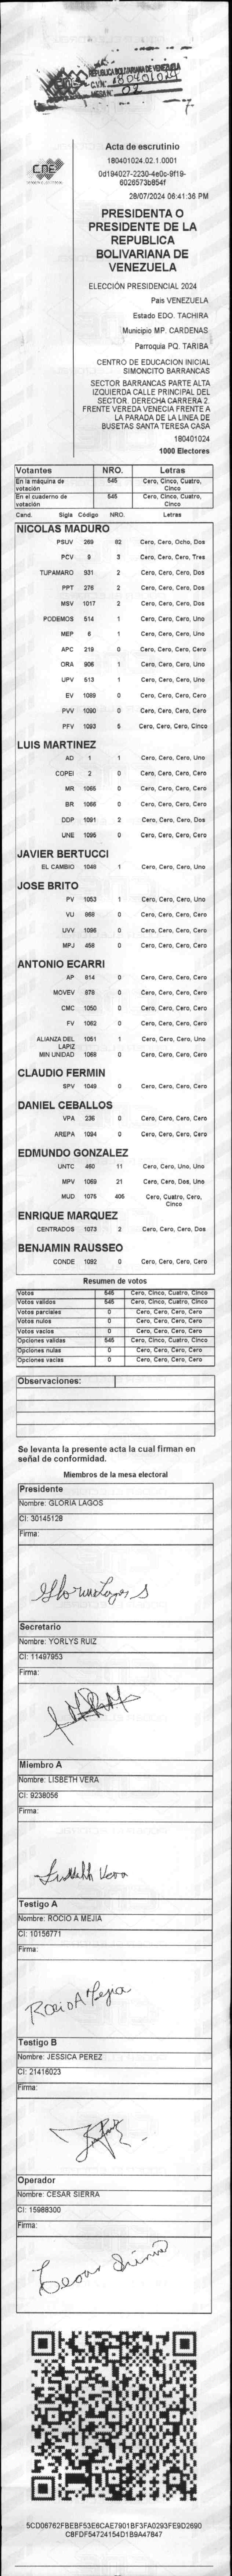 REPUBLICA BOLIVARIANA DE VENEZUELA
C.V.Nº 180401024
MESA Nº 02
CDE
Acta de escrutinio
180401024.02.1.0001
0d194027-2230-4e0c-9f19-
6026573b854f
28/07/2024 06:41:36 PM
PRESIDENTA O
PRESIDENTE DE LA
REPUBLICA
BOLIVARIANA DE
VENEZUELA
ELECCIÓN PRESIDENCIAL 2024
Pais VENEZUELA
Estado EDO. TACHIRA
Municipio MP. CARDENAS
Parroquia PQ. TARIBA
CENTRO DE EDUCACION INICIAL
SIMONCITO BARRANCAS
SECTOR BARRANCAS PARTE ALTA
IZQUIERDA CALLE PRINCIPAL DEL
SECTOR. DERECHA CARRERA 2.
FRENTE VEREDA VENECIA FRENTE A
LA PARADA DE LA LINEA DE
BUSETAS SANTA TERESA CASA
180401024
1000 Electores
Votantes NRO. Letras
En la máquina de votación 545 Cero, Cinco, Cuatro, Cinco
En el cuaderno de votación 545 Cero, Cinco, Cuatro, Cinco
Cand. Sigla Código NRO. Letras
NICOLAS MADURO
PSUV 269 82 Cero, Cero, Ocho, Dos
PCV 9 3 Cero, Cero, Cero, Tres
TUPAMARO 931 2 Cero, Cero, Cero, Dos
PPT 276 2 Cero, Cero, Cero, Dos
MSV 1017 2 Cero, Cero, Cero, Dos
PODEMOS 514 1 Cero, Cero, Cero, Uno
MEP 6 1 Cero, Cero, Cero, Uno
APC 219 0 Cero, Cero, Cero, Cero
ORA 906 1 Cero, Cero, Cero, Uno
UPV 513 1 Cero, Cero, Cero, Uno
EV 1089 0 Cero, Cero, Cero, Cero
PVV 1090 0 Cero, Cero, Cero, Cero
PFV 1093 5 Cero, Cero, Cero, Cinco
LUIS MARTINEZ
AD 1 1 Cero, Cero, Cero, Uno
COPEI 2 0 Cero, Cero, Cero, Cero
MR 1065 0 Cero, Cero, Cero, Cero
BR 1066 0 Cero, Cero, Cero, Cero
DDP 1091 2 Cero, Cero, Cero, Dos
UNE 1095 0 Cero, Cero, Cero, Cero
JAVIER BERTUCCI
EL CAMBIO 1048 1 Cero, Cero, Cero, Uno
JOSE BRITO
PV 1053 1 Cero, Cero, Cero, Uno
VU 868 0 Cero, Cero, Cero, Cero
UVV 1096 0 Cero, Cero, Cero, Cero
MPJ 458 0 Cero, Cero, Cero, Cero
ANTONIO ECARRI
AP 814 0 Cero, Cero, Cero, Cero
MOVEV 879 0 Cero, Cero, Cero, Cero
CMC 1050 0 Cero, Cero, Cero, Cero
FV 1062 0 Cero, Cero, Cero, Cero
ALIANZA DEL LAPIZ 1051 1 Cero, Cero, Cero, Uno
MIN UNIDAD 1068 0 Cero, Cero, Cero, Cero
CLAUDIO FERMIN
SPV 1049 0 Cero, Cero, Cero, Cero
DANIEL CEBALLOS
VPA 236 0 Cero, Cero, Cero, Cero
AREPA 1094 0 Cero, Cero, Cero, Cero
EDMUNDO GONZALEZ
UNTC 460 11 Cero, Cero, Uno, Uno
MPV 1069 21 Cero, Cero, Dos, Uno
MUD 1075 405 Cero, Cuatro, Cero, Cinco
ENRIQUE MARQUEZ
CENTRADOS 1073 2 Cero, Cero, Cero, Dos
BENJAMIN RAUSSEO
CONDE 1092 0 Cero, Cero, Cero, Cero
Resumen de votos
Votos 545 Cero, Cinco, Cuatro, Cinco
Votos validos 545 Cero, Cinco, Cuatro, Cinco
Votos parciales 0 Cero, Cero, Cero, Cero
Votos nulos 0 Cero, Cero, Cero, Cero
Votos vacios 0 Cero, Cero, Cero, Cero
Opciones validas 545 Cero, Cinco, Cuatro, Cinco
Opciones nulas 0 Cero, Cero, Cero, Cero
Opciones vacias 0 Cero, Cero, Cero, Cero
Observaciones:
Se levanta la presente acta la cual firman en
señal de conformidad.
Miembros de la mesa electoral
Presidente
Nombre: GLORIA LAGOS
CI: 30145128
Firma:
Gloria Lagos S
Secretario
Nombre: YORLYS RUIZ
CI: 11497953
Firma:
Miembro A
Nombre: LISBETH VERA
CI: 9238056
Firma:
Lisbeth Vera
Testigo A
Nombre: ROCIO A MEJIA
CI: 10156771
Firma:
Rocio A Mejia
Testigo B
Nombre: JESSICA PEREZ
CI: 21416023
Firma:
Operador
Nombre: CESAR SIERRA
CI: 15988300
Firma:
Cesar Sierra
5CD06762FBEBF53E6CAE7901BF3FA0293FE9D2690
C8FDF54724154D1B9A47847